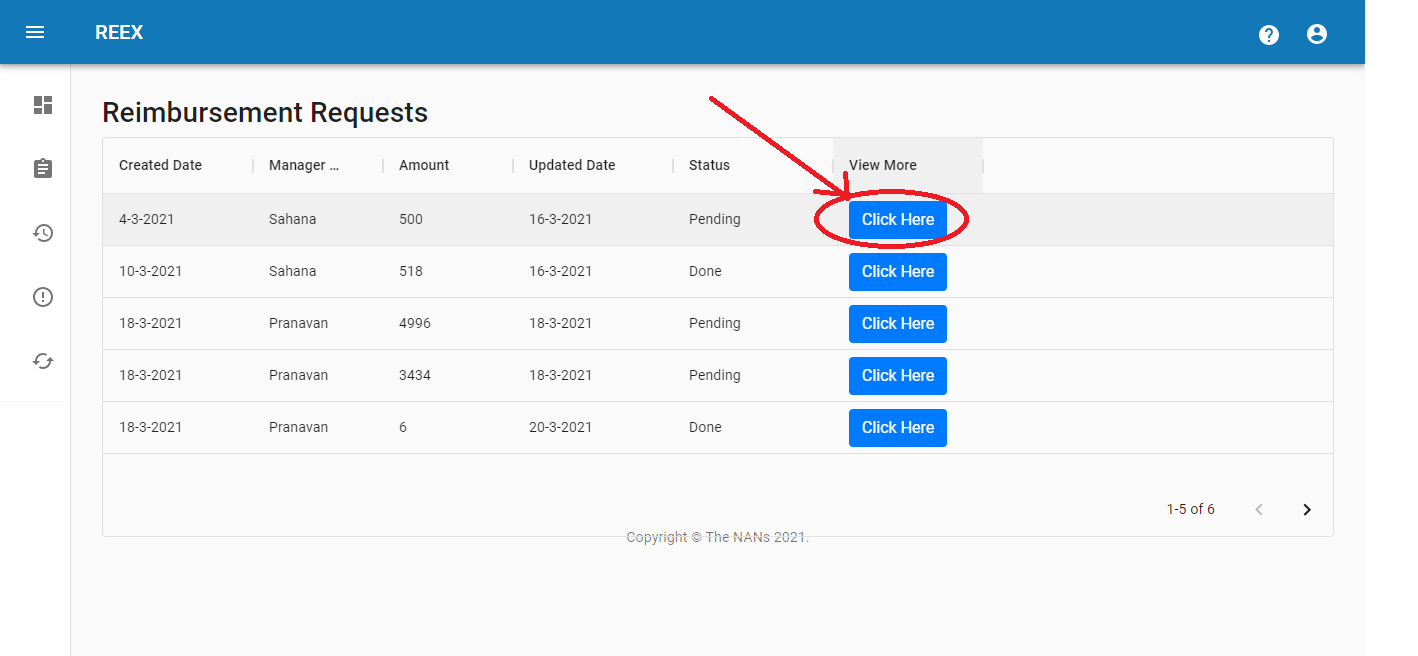 REEX
Reimbursement Requests
Created Date Manager ... Amount Updated Date Status View More
4-3-2021 Sahana 500 16-3-2021 Pending Click Here
10-3-2021 Sahana 518 16-3-2021 Done Click Here
18-3-2021 Pranavan 4996 18-3-2021 Pending Click Here
18-3-2021 Pranavan 3434 18-3-2021 Pending Click Here
18-3-2021 Pranavan 6 20-3-2021 Done Click Here
1-5 of 6
Copyright © The NANs 2021.